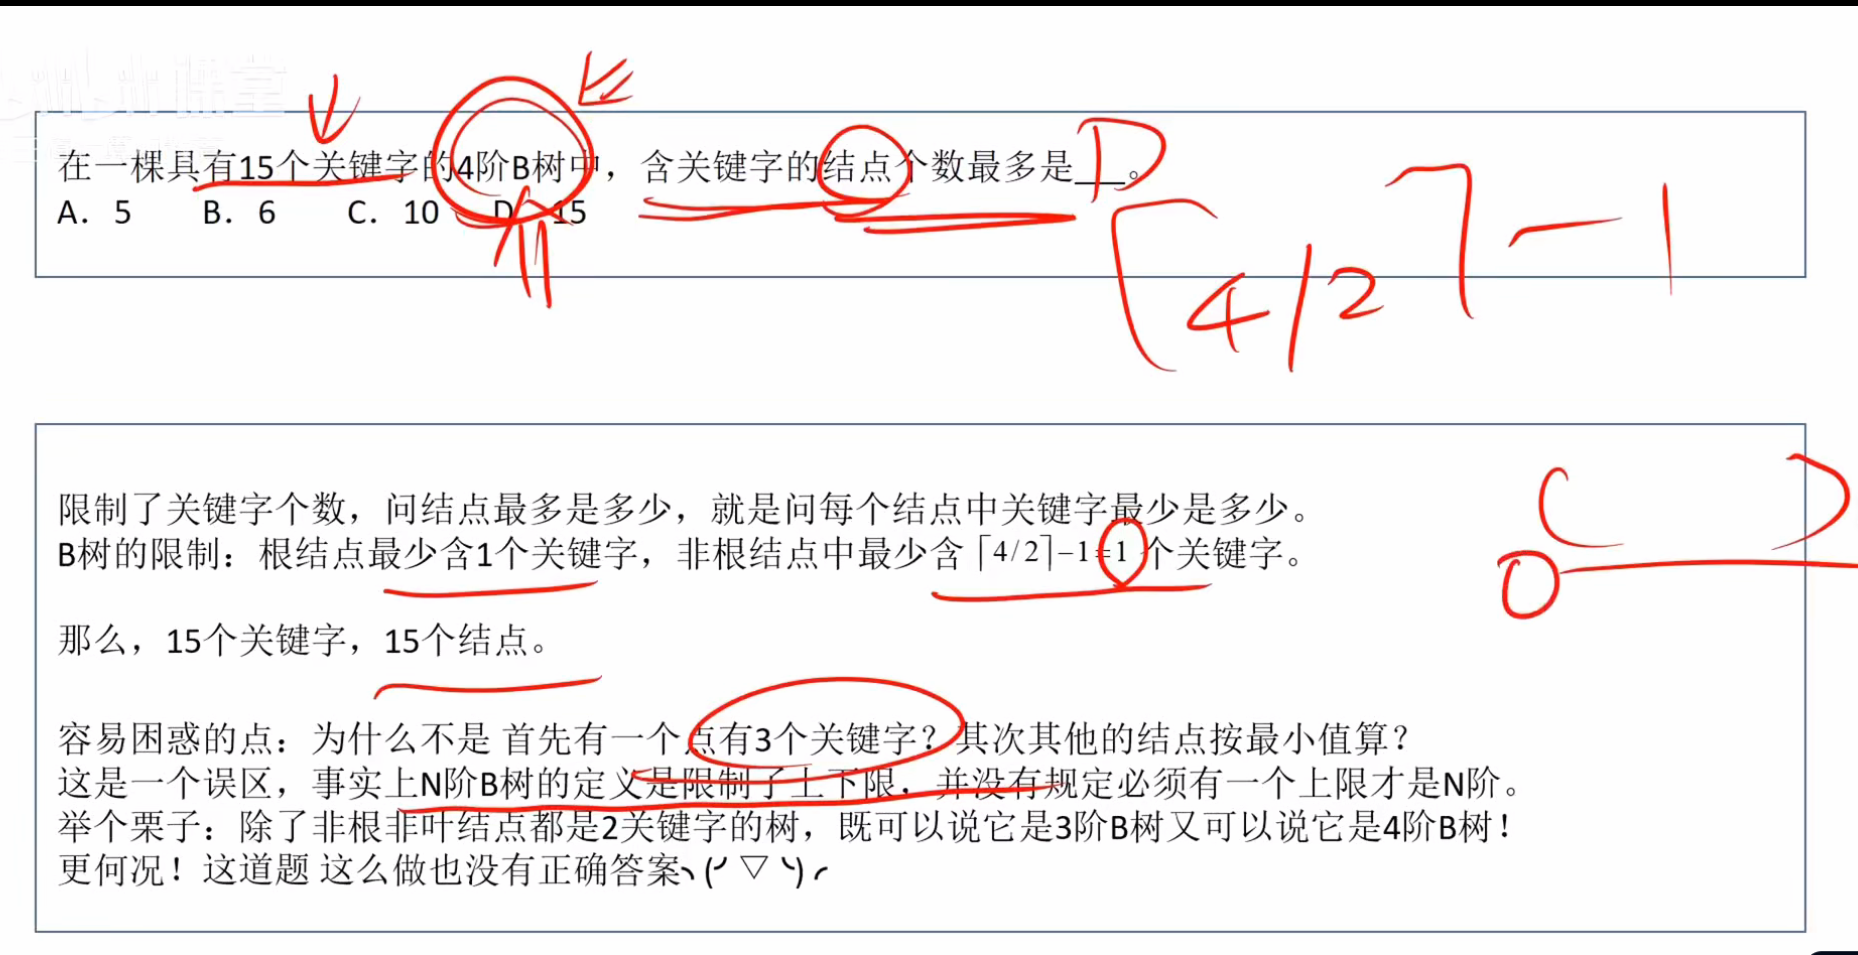 在一棵具有15个关键字的4阶B树中，含关键字的结点个数最多是___。
D
A. 5 B. 6 C. 10 D. 15
⌈4/2⌉-1
限制了关键字个数，问结点最多是多少，就是问每个结点中关键字最少是多少。
B树的限制：根结点最少含1个关键字，非根结点中最少含⌈4/2⌉−1=1个关键字。
那么，15个关键字，15个结点。
容易困惑的点：为什么不是 首先有一个点有3个关键字？其次其他的结点按最小值算？
这是一个误区，事实上N阶B树的定义是限制了上下限，并没有规定必须有一个上限才是N阶。
举个栗子：除了非根非叶结点都是2关键字的树，既可以说它是3阶B树又可以说它是4阶B树！
更何况！这道题 这么做也没有正确答案╮(╯▽╰)╭